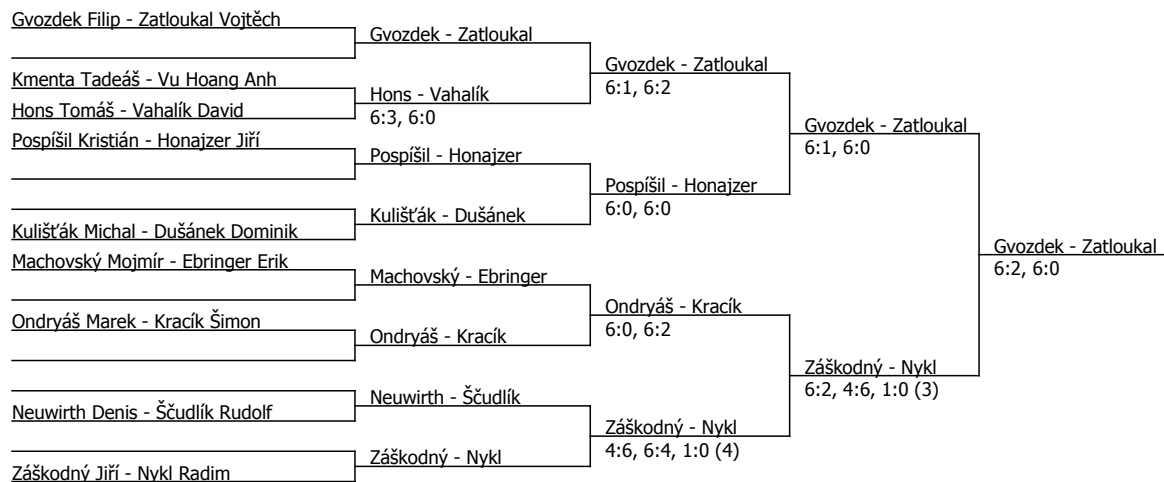 Gvozdek Filip - Zatloukal Vojtěch
Kmenta Tadeáš - Vu Hoang Anh
Hons Tomáš - Vahalík David
Pospíšil Kristián - Honajzer Jiří
Kulišťák Michal - Dušánek Dominik
Machovský Mojmír - Ebringer Erik
Ondryáš Marek - Kracík Šimon
Neuwirth Denis - Ščudlík Rudolf
Záškodný Jiří - Nykl Radim
Gvozdek - Zatloukal
Hons - Vahalík
6:3, 6:0
Pospíšil - Honajzer
Kulišťák - Dušánek
Machovský - Ebringer
Ondryáš - Kracík
Neuwirth - Ščudlík
Záškodný - Nykl
Gvozdek - Zatloukal
6:1, 6:2
Pospíšil - Honajzer
6:0, 6:0
Ondryáš - Kracík
6:0, 6:2
Záškodný - Nykl
4:6, 6:4, 1:0 (4)
Gvozdek - Zatloukal
6:1, 6:0
Záškodný - Nykl
6:2, 4:6, 1:0 (3)
Gvozdek - Zatloukal
6:2, 6:0